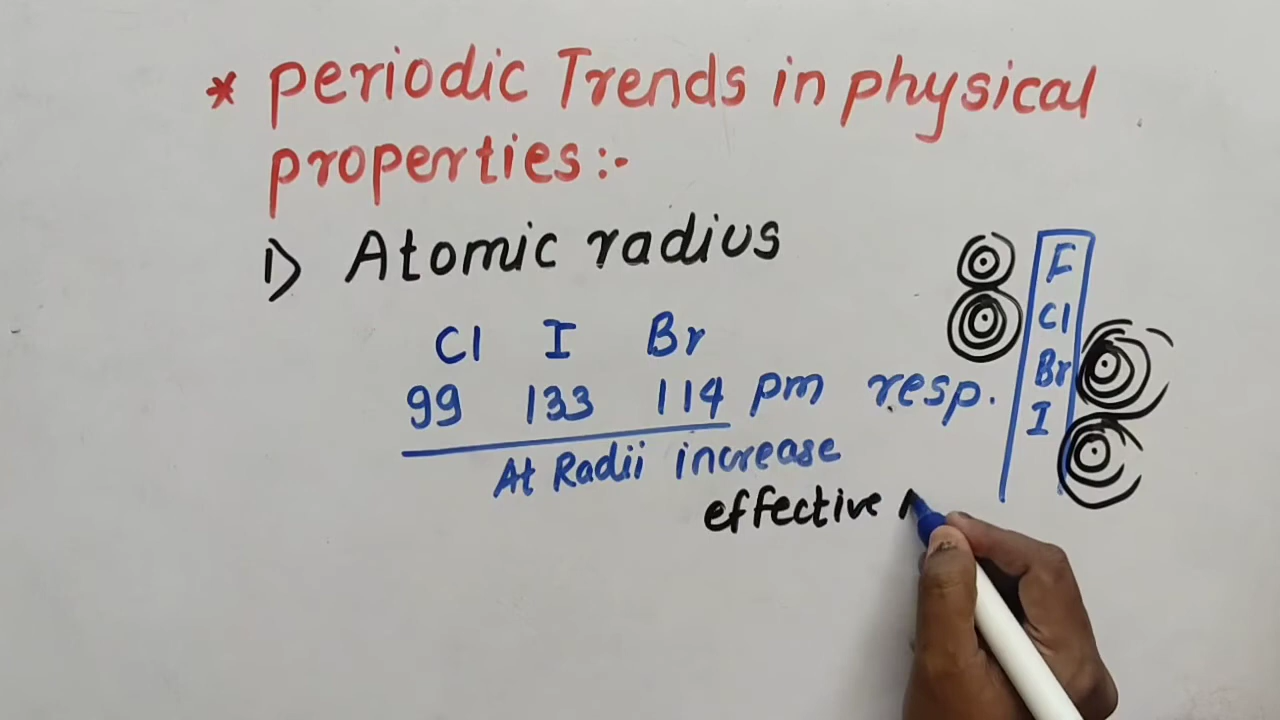 * Periodic Trends in physical
properties:-
1) Atomic radius
Cl I Br
99 133 114 pm resp.
At Radii increase
effective
F
Cl
Br
I